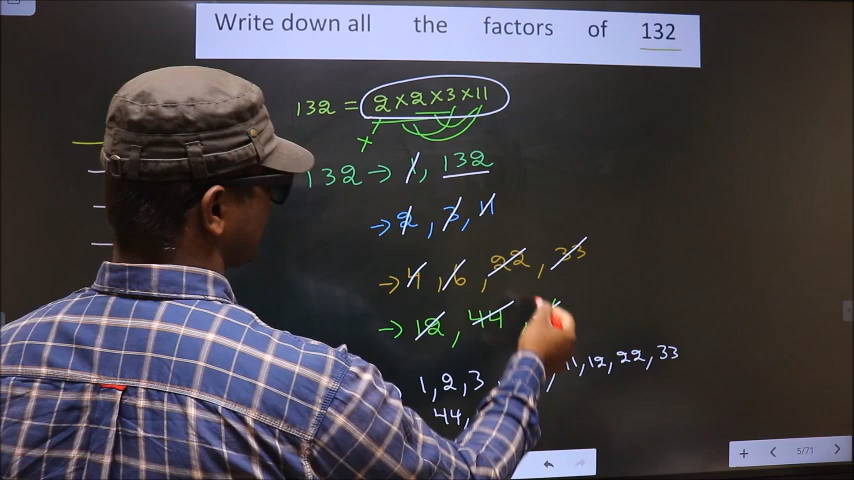 Write down all the factors of 132
132 = 2 × 2 × 3 × 11
×
132 → 1, 132
→ 2, 3, 11
→ 4, 6, 22, 33
→ 12, 44,
1, 2, 3 , , 11, 12, 22, 33
44,
5/71